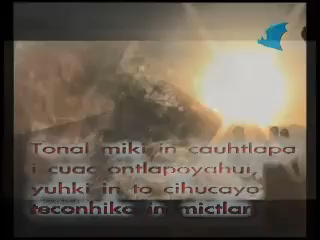 Tonal miki in cauhtlapa
i cuac ontlapoyahui,
yuhki in to cihucayo
teconhika in mictlan